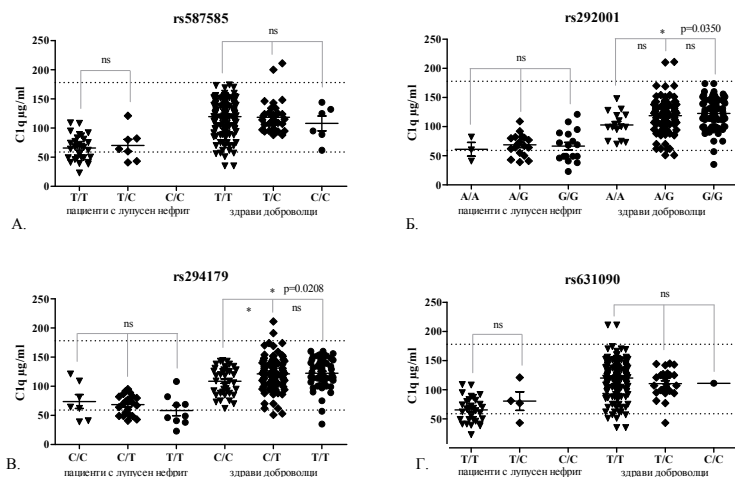 rs587585
ns
ns
C1q µg/ml
250
200
150
100
50
0
T/T T/C C/C T/T T/C C/C
пациенти с лупусен нефрит здрави доброволци
А.
rs292001
* p=0.0350
ns ns
ns
C1q µg/ml
250
200
150
100
50
0
A/A A/G G/G A/A A/G G/G
пациенти с лупусен нефрит здрави доброволци
Б.
rs294179
* p=0.0208
ns
* ns
C1q µg/ml
250
200
150
100
50
0
C/C C/T T/T C/C C/T T/T
пациенти с лупусен нефрит здрави доброволци
В.
rs631090
ns
ns
C1q µg/ml
250
200
150
100
50
T/T T/C C/C T/T T/C C/C
пациенти с лупусен нефрит здрави доброволци
Г.